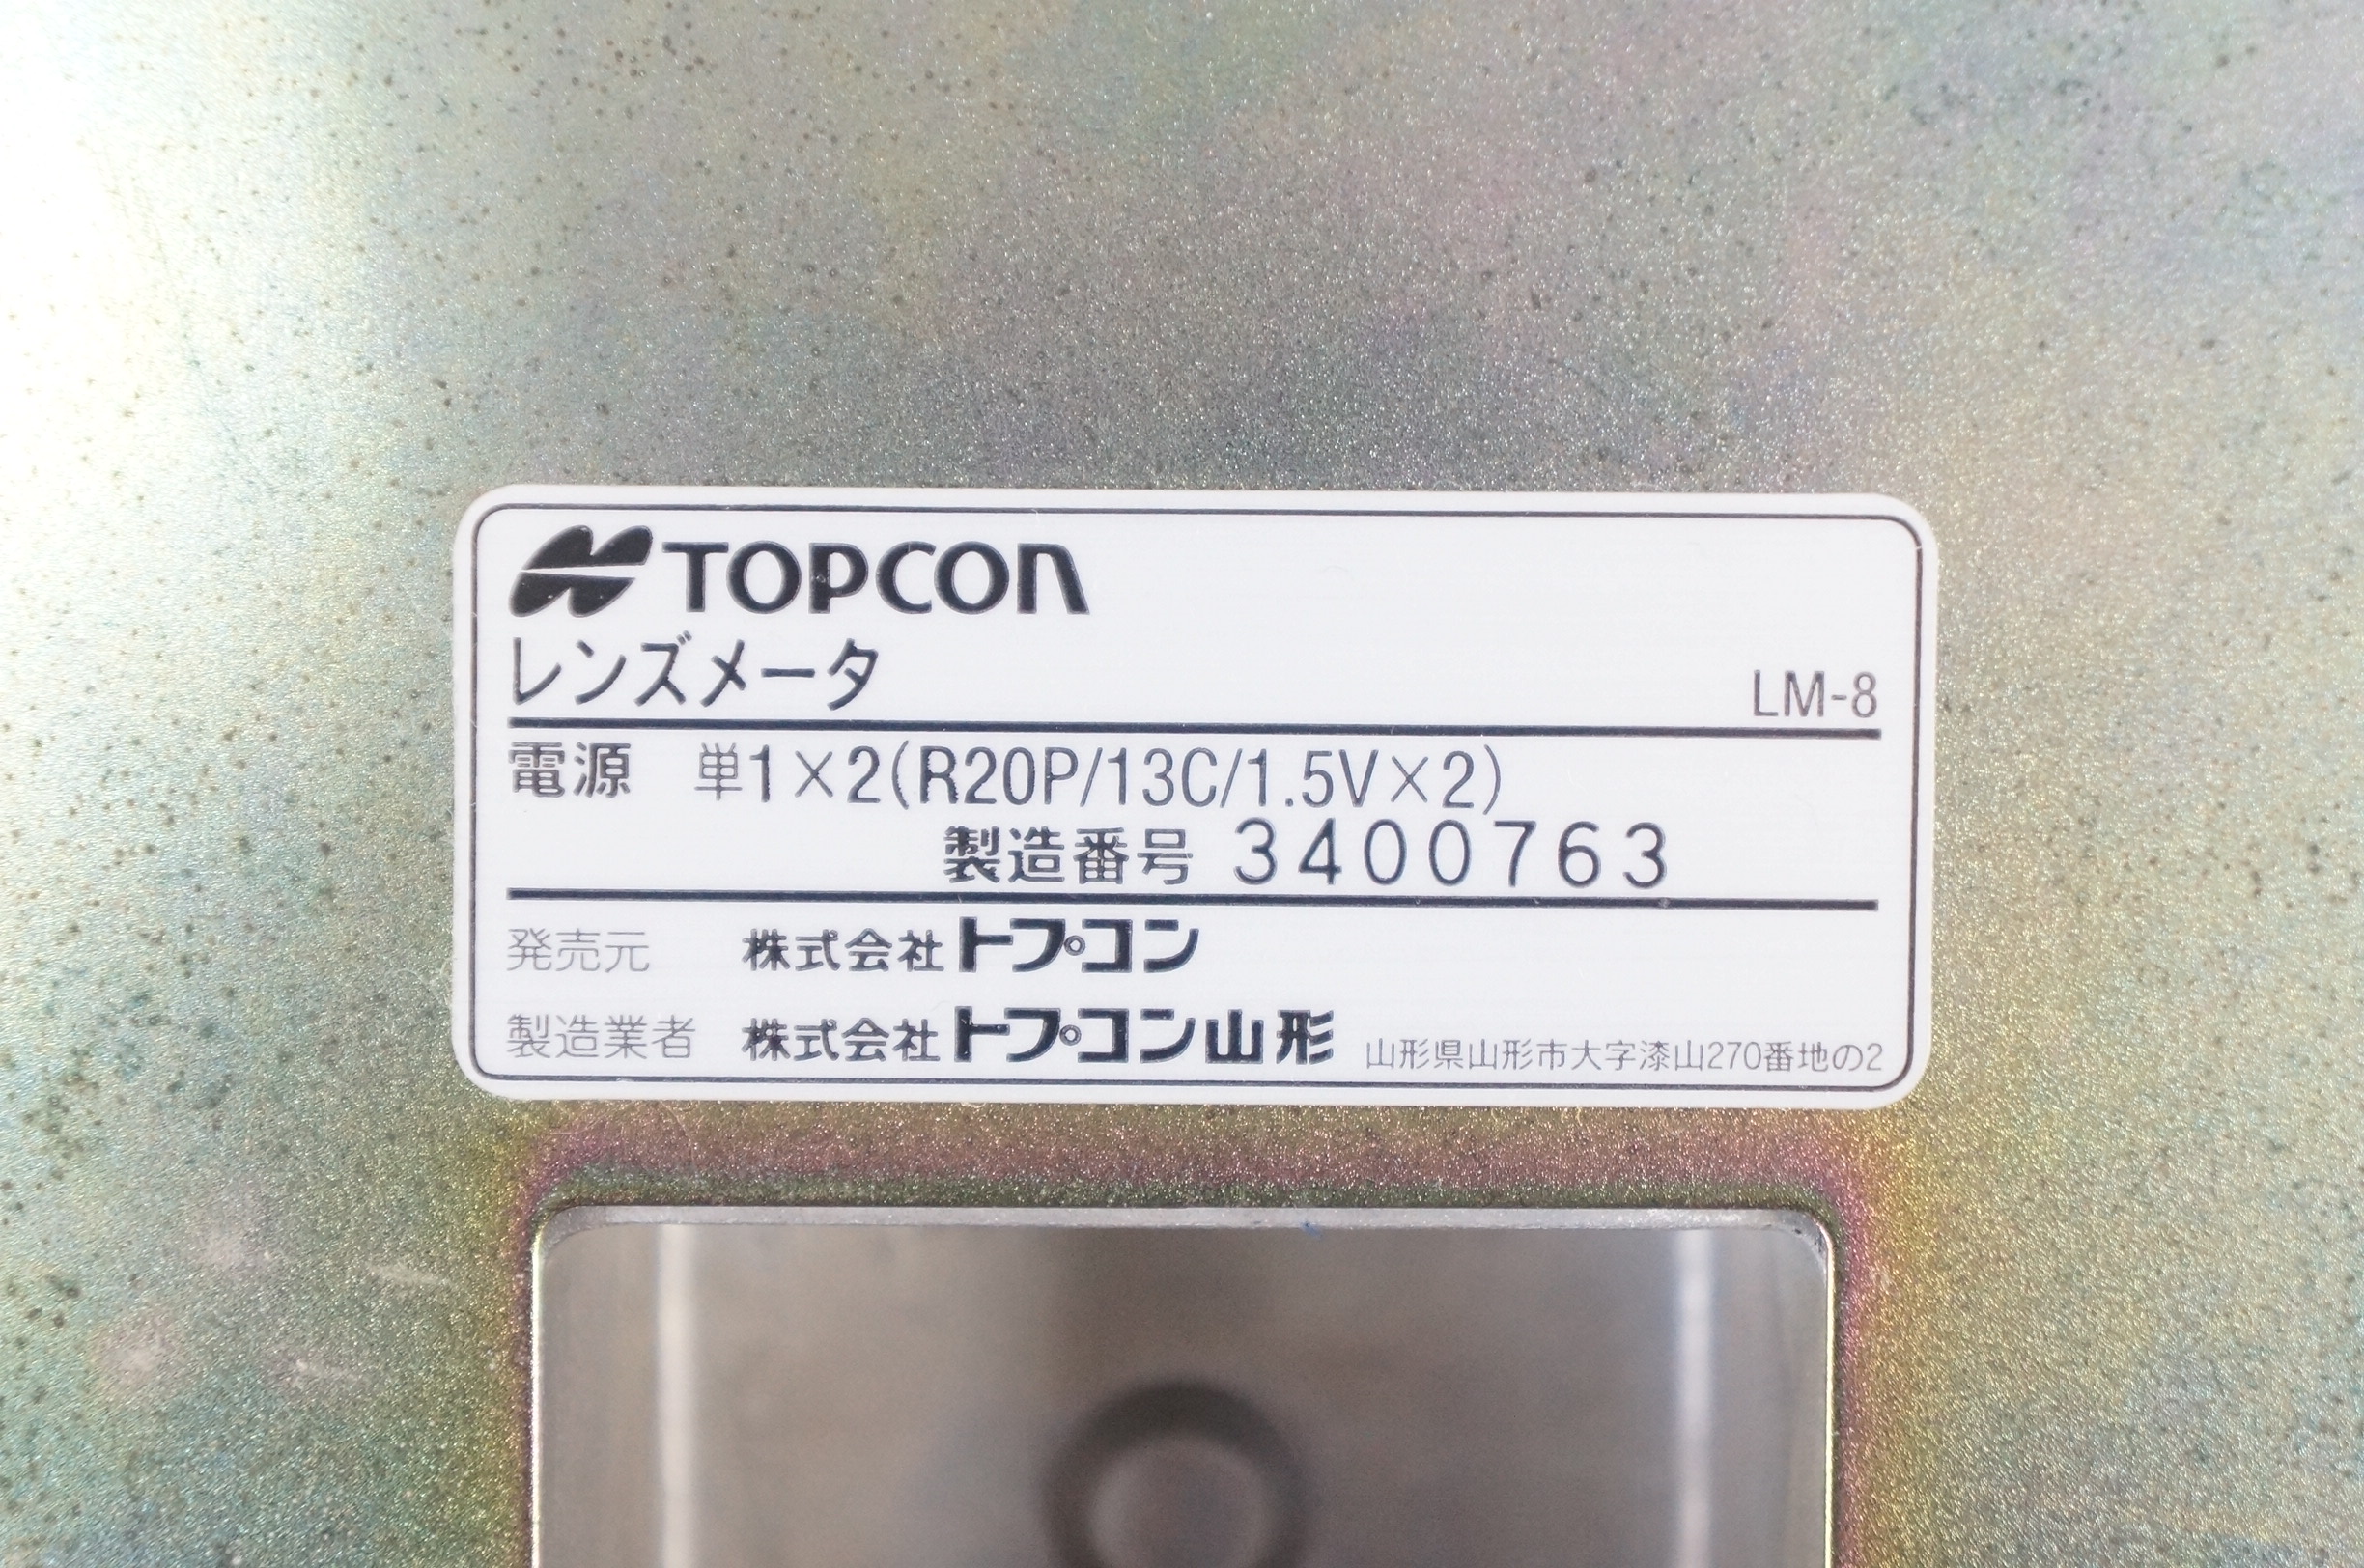 TOPCON
レンズメータ LM-8
電源 単1×2(R20P/13C/1.5V×2)
製造番号 3400763
発売元 株式会社トプコン
製造業者 株式会社トプコン山形 山形県山形市大字漆山270番地の2